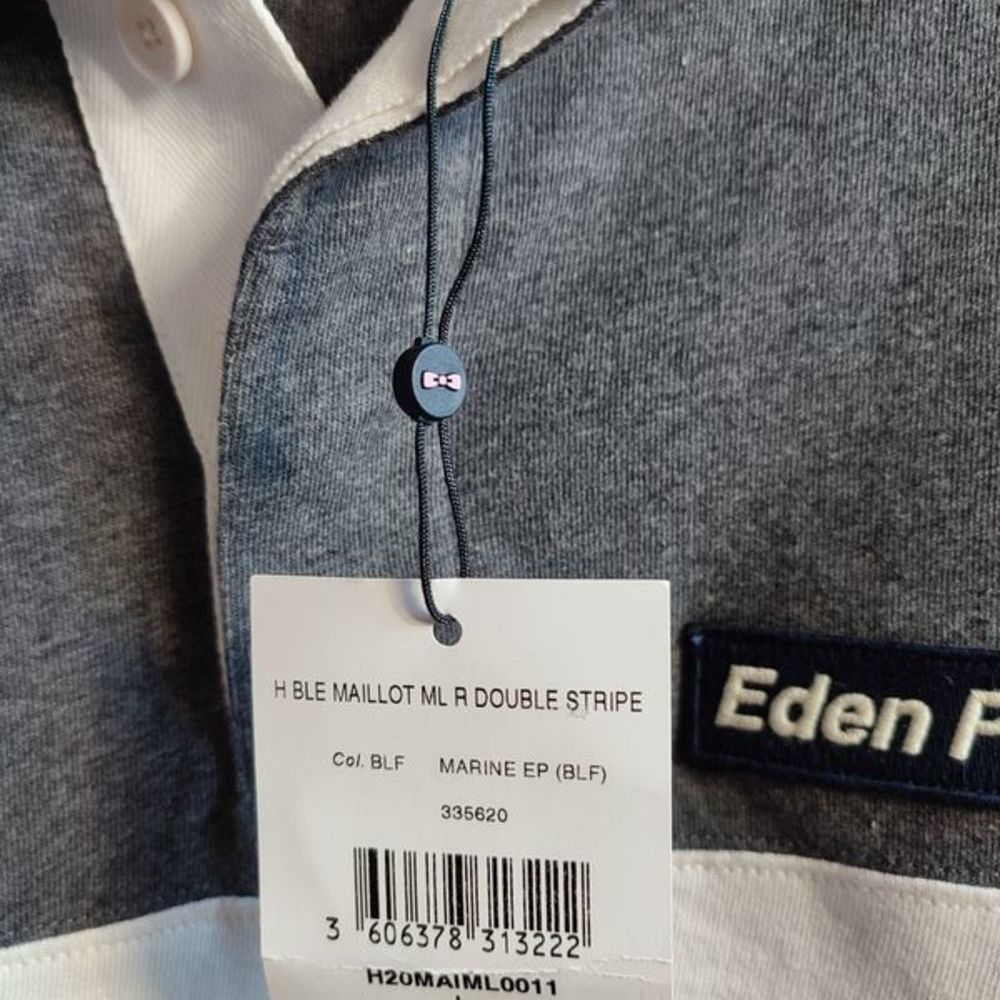 H BLE MAILLOT ML R DOUBLE STRIPE
Col. BLF MARINE EP (BLF)
335620
3 606378 313222
H20MAIML0011
Eden P